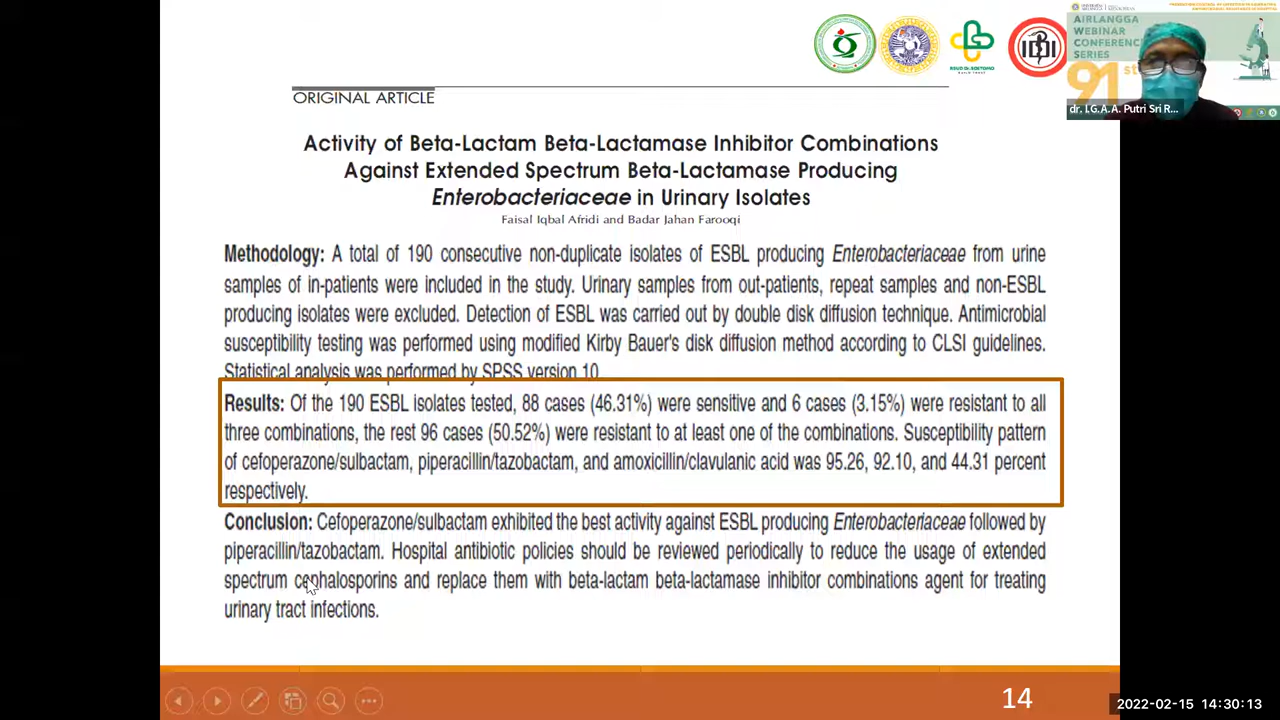 AIRLANGGA
WEBINAR
CONFERENCE
SERIES
91st
dr. I.G.A.A. Putri Sri R...
ORIGINAL ARTICLE
Activity of Beta-Lactam Beta-Lactamase Inhibitor Combinations
Against Extended Spectrum Beta-Lactamase Producing
Enterobacteriaceae in Urinary Isolates
Faisal Iqbal Afridi and Badar Jahan Farooqi
Methodology: A total of 190 consecutive non-duplicate isolates of ESBL producing Enterobacteriaceae from urine
samples of in-patients were included in the study. Urinary samples from out-patients, repeat samples and non-ESBL
producing isolates were excluded. Detection of ESBL was carried out by double disk diffusion technique. Antimicrobial
susceptibility testing was performed using modified Kirby Bauer's disk diffusion method according to CLSI guidelines.
Statistical analysis was performed by SPSS version 10.
Results: Of the 190 ESBL isolates tested, 88 cases (46.31%) were sensitive and 6 cases (3.15%) were resistant to all
three combinations, the rest 96 cases (50.52%) were resistant to at least one of the combinations. Susceptibility pattern
of cefoperazone/sulbactam, piperacillin/tazobactam, and amoxicillin/clavulanic acid was 95.26, 92.10, and 44.31 percent
respectively.
Conclusion: Cefoperazone/sulbactam exhibited the best activity against ESBL producing Enterobacteriaceae followed by
piperacillin/tazobactam. Hospital antibiotic policies should be reviewed periodically to reduce the usage of extended
spectrum cephalosporins and replace them with beta-lactam beta-lactamase inhibitor combinations agent for treating
urinary tract infections.
14
2022-02-15 14:30:13